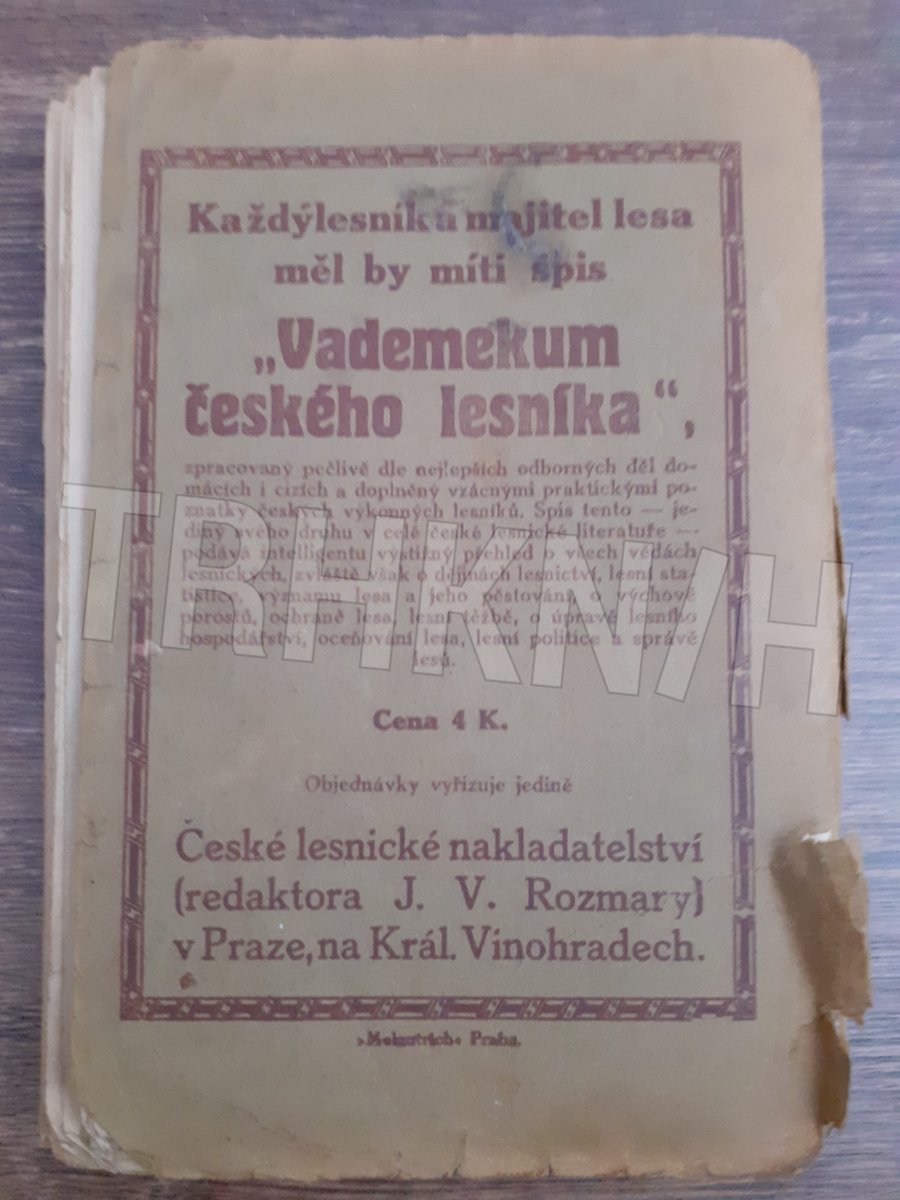 Každý lesník a majitel lesa
měl by míti spis
„Vademekum
českého lesníka“,
zpracovaný pečlivě dle nejlepších odborných děl do-
mácích i cizích a doplněný vzácnými praktickými po-
znatky českých výkonných lesníků. Spis tento — je-
diný svého druhu v celé české lesnické literatuře —
podává intelligentu výstižný přehled o všech vědách
lesnických, zvláště však o dějinách lesnictví, lesní sta-
tistice, významu lesa a jeho pěstování, o výchově
porostů, ochraně lesa, lesní těžbě, o úpravě lesního
hospodářství, oceňování lesa, lesní politice a správě
lesů.
Cena 4 K.
Objednávky vyřizuje jedině
České lesnické nakladatelství
(redaktora J. V. Rozmary)
v Praze, na Král. Vinohradech.
»Melantrich« Praha.
TRHKNIH